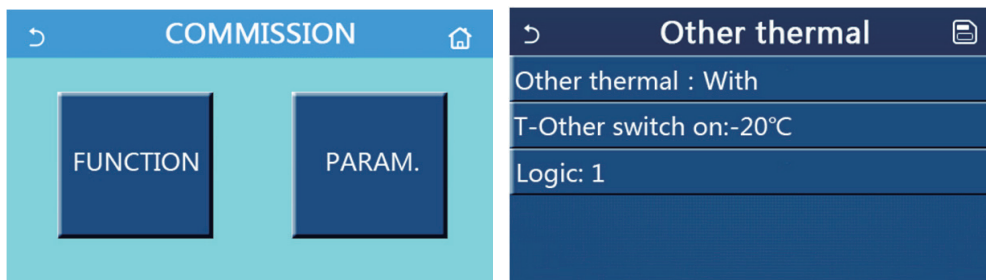 COMMISSION
FUNCTION
PARAM.
Other thermal
Other thermal : With
T-Other switch on:-20℃
Logic: 1